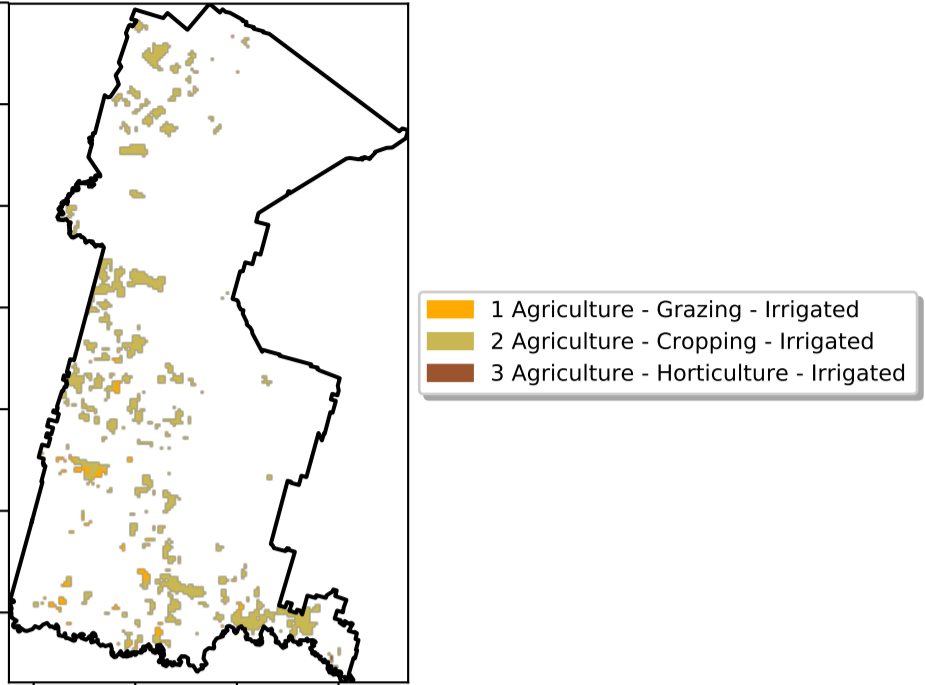 1 Agriculture - Grazing - Irrigated
2 Agriculture - Cropping - Irrigated
3 Agriculture - Horticulture - Irrigated